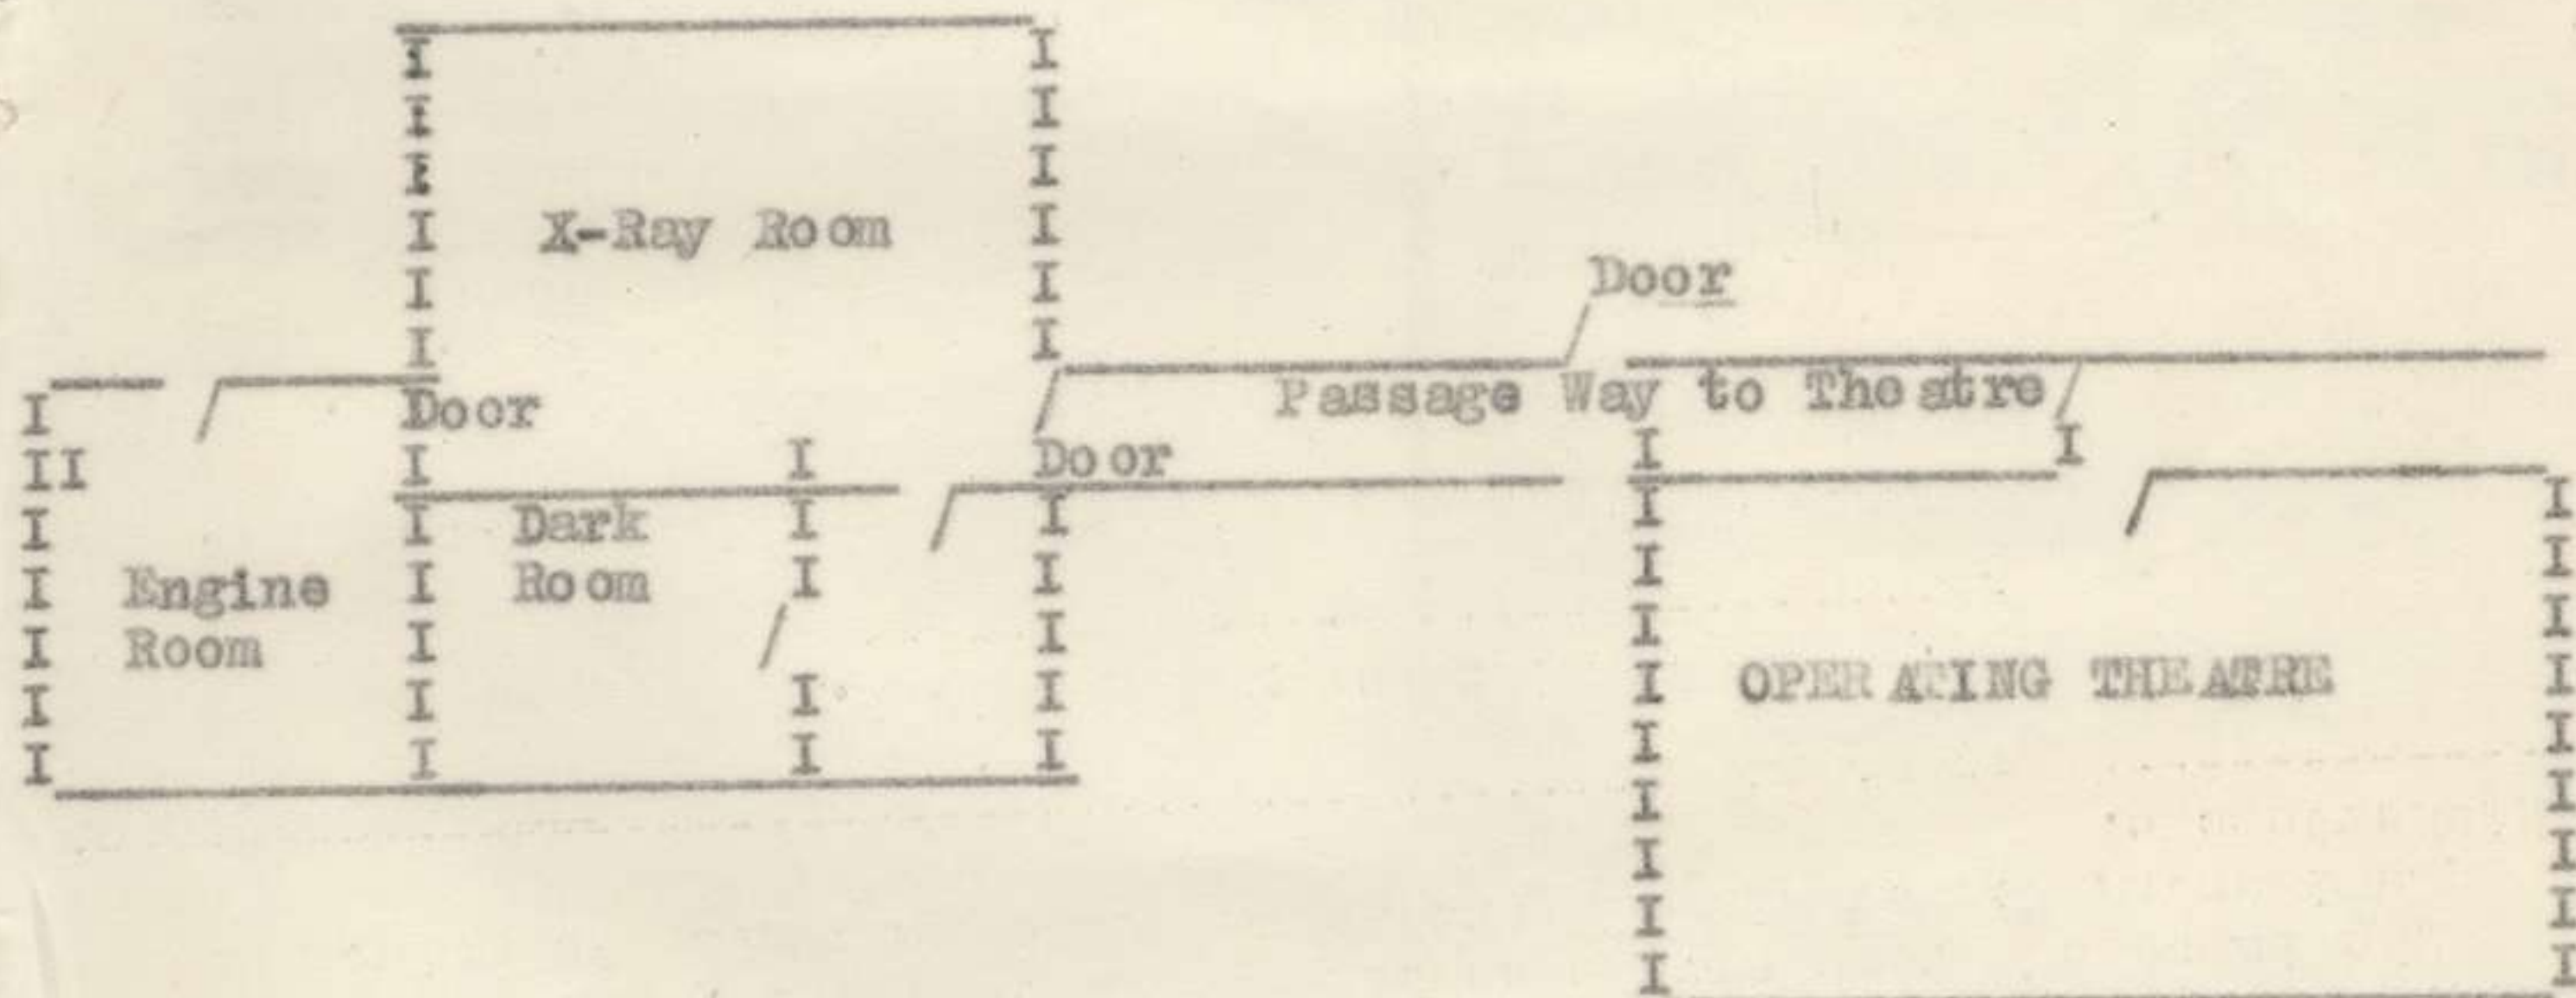 X-Ray Room
Door
Door
Passage Way to Theatre
Door
Dark
Room
Engine
Room
OPERATING THEATRE